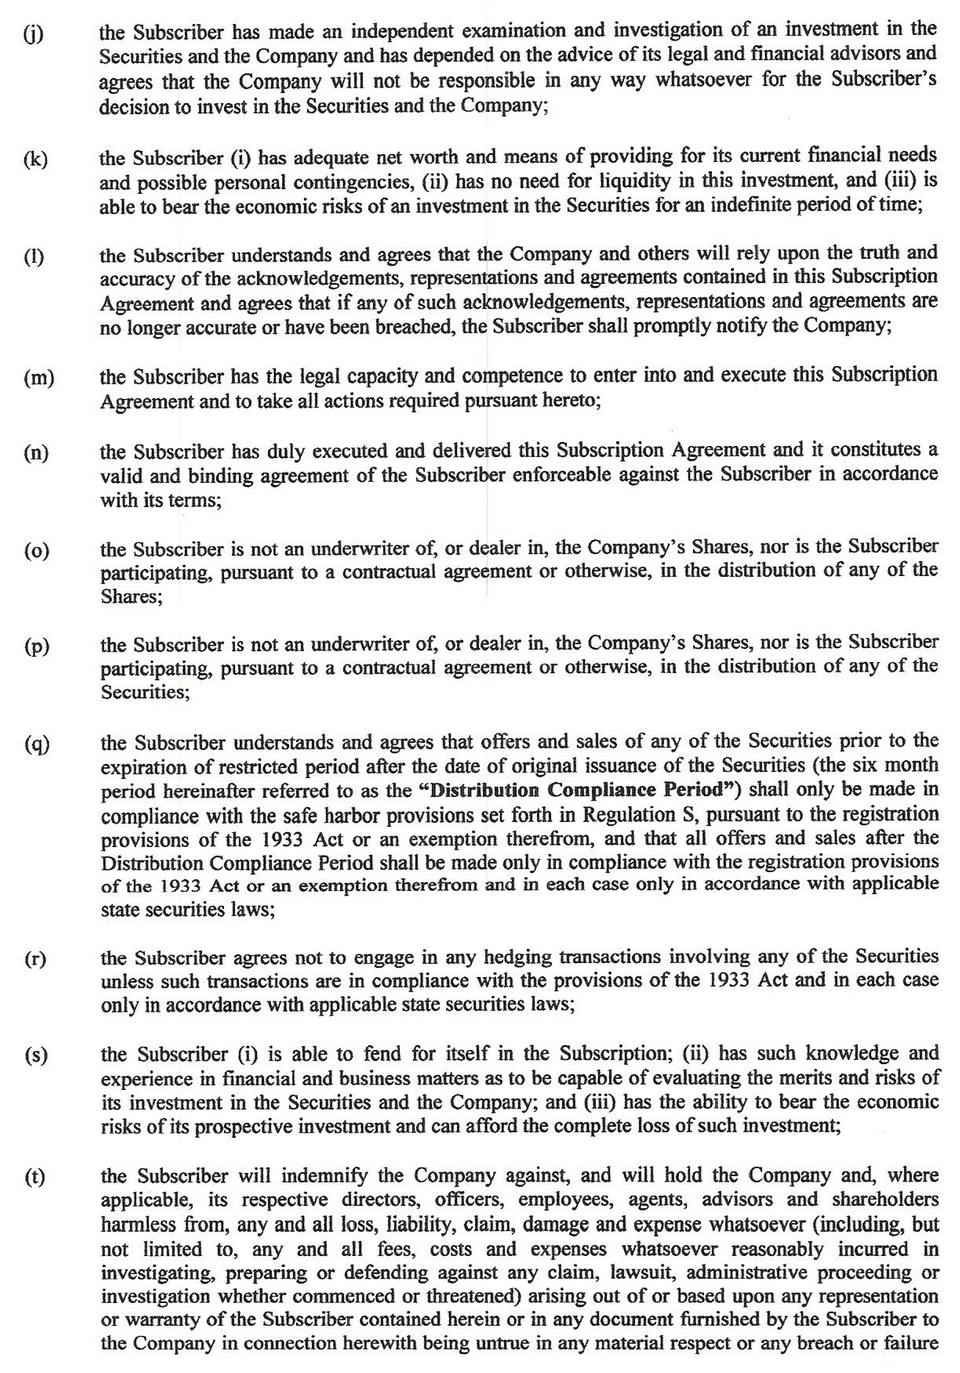 (j) the Subscriber has made an independent examination and investigation of an investment in the
Securities and the Company and has depended on the advice of its legal and financial advisors and
agrees that the Company will not be responsible in any way whatsoever for the Subscriber's
decision to invest in the Securities and the Company;
(k) the Subscriber (i) has adequate net worth and means of providing for its current financial needs
and possible personal contingencies, (ii) has no need for liquidity in this investment, and (iii) is
able to bear the economic risks of an investment in the Securities for an indefinite period of time;
(l) the Subscriber understands and agrees that the Company and others will rely upon the truth and
accuracy of the acknowledgements, representations and agreements contained in this Subscription
Agreement and agrees that if any of such acknowledgements, representations and agreements are
no longer accurate or have been breached, the Subscriber shall promptly notify the Company;
(m) the Subscriber has the legal capacity and competence to enter into and execute this Subscription
Agreement and to take all actions required pursuant hereto;
(n) the Subscriber has duly executed and delivered this Subscription Agreement and it constitutes a
valid and binding agreement of the Subscriber enforceable against the Subscriber in accordance
with its terms;
(o) the Subscriber is not an underwriter of, or dealer in, the Company's Shares, nor is the Subscriber
participating, pursuant to a contractual agreement or otherwise, in the distribution of any of the
Shares;
(p) the Subscriber is not an underwriter of, or dealer in, the Company's Shares, nor is the Subscriber
participating, pursuant to a contractual agreement or otherwise, in the distribution of any of the
Securities;
(q) the Subscriber understands and agrees that offers and sales of any of the Securities prior to the
expiration of restricted period after the date of original issuance of the Securities (the six month
period hereinafter referred to as the “Distribution Compliance Period”) shall only be made in
compliance with the safe harbor provisions set forth in Regulation S, pursuant to the registration
provisions of the 1933 Act or an exemption therefrom, and that all offers and sales after the
Distribution Compliance Period shall be made only in compliance with the registration provisions
of the 1933 Act or an exemption therefrom and in each case only in accordance with applicable
state securities laws;
(r) the Subscriber agrees not to engage in any hedging transactions involving any of the Securities
unless such transactions are in compliance with the provisions of the 1933 Act and in each case
only in accordance with applicable state securities laws;
(s) the Subscriber (i) is able to fend for itself in the Subscription; (ii) has such knowledge and
experience in financial and business matters as to be capable of evaluating the merits and risks of
its investment in the Securities and the Company; and (iii) has the ability to bear the economic
risks of its prospective investment and can afford the complete loss of such investment;
(t) the Subscriber will indemnify the Company against, and will hold the Company and, where
applicable, its respective directors, officers, employees, agents, advisors and shareholders
harmless from, any and all loss, liability, claim, damage and expense whatsoever (including, but
not limited to, any and all fees, costs and expenses whatsoever reasonably incurred in
investigating, preparing or defending against any claim, lawsuit, administrative proceeding or
investigation whether commenced or threatened) arising out of or based upon any representation
or warranty of the Subscriber contained herein or in any document furnished by the Subscriber to
the Company in connection herewith being untrue in any material respect or any breach or failure